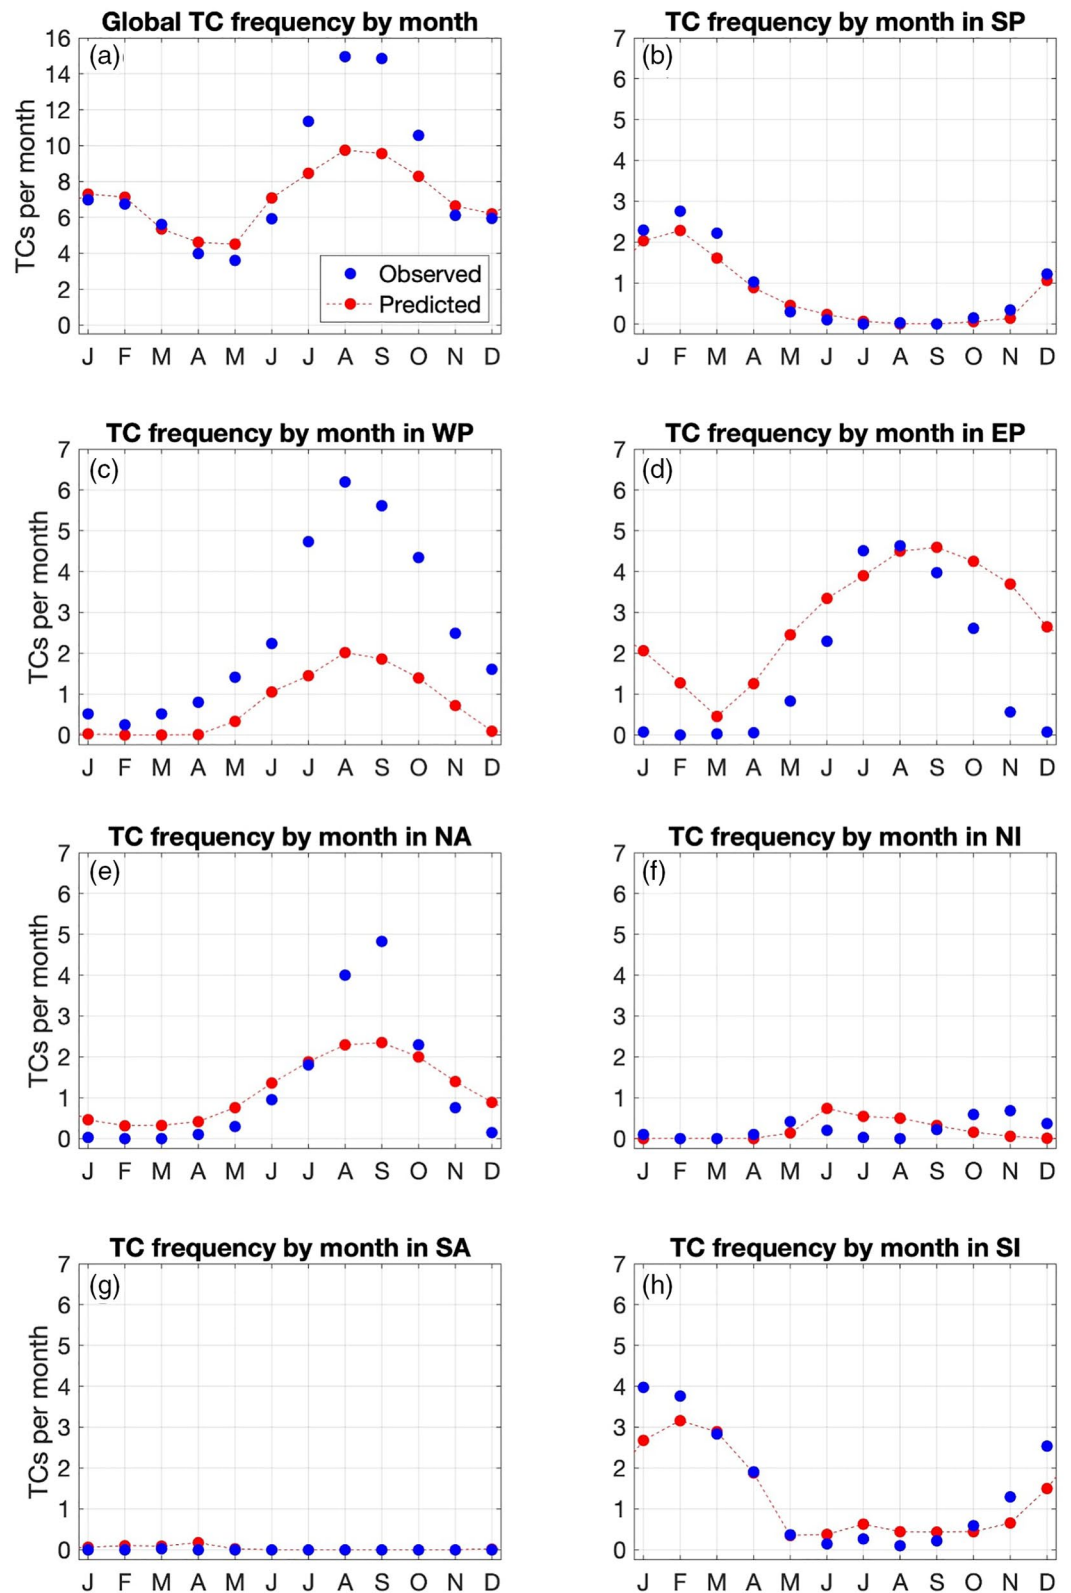 Global TC frequency by month
(a)
TCs per month
16
14
12
10
8
6
4
2
0
Observed
Predicted
J F M A M J J A S O N D
TC frequency by month in SP
(b)
7
6
5
4
3
2
1
0
J F M A M J J A S O N D
TC frequency by month in WP
(c)
TCs per month
7
6
5
4
3
2
1
0
J F M A M J J A S O N D
TC frequency by month in EP
(d)
7
6
5
4
3
2
1
0
J F M A M J J A S O N D
TC frequency by month in NA
(e)
TCs per month
7
6
5
4
3
2
1
0
J F M A M J J A S O N D
TC frequency by month in NI
(f)
7
6
5
4
3
2
1
0
J F M A M J J A S O N D
TC frequency by month in SA
(g)
TCs per month
7
6
5
4
3
2
1
0
J F M A M J J A S O N D
TC frequency by month in SI
(h)
7
6
5
4
3
2
1
0
J F M A M J J A S O N D